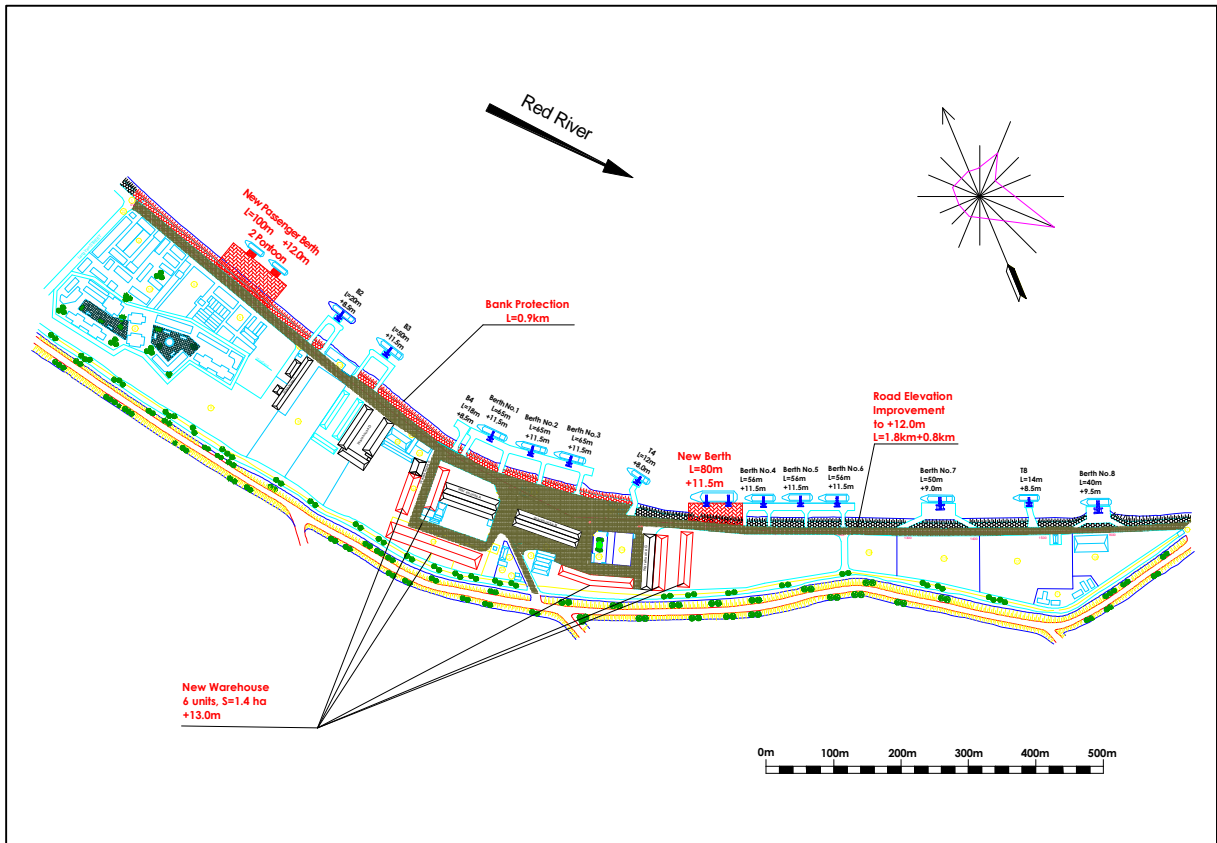 Red River
New Passenger Berth
L=100m +12.0m
2 Pontoon
B2
L=20m
+8.5m
B3
L=50m
+11.5m
Bank Protection
L=0.9km
B4
L=18m
+8.5m
Berth No.1
L=65m
+11.5m
Berth No.2
L=65m
+11.5m
Berth No.3
L=65m
+11.5m
T4
L=12m
+8.0m
New Berth
L=80m
+11.5m
Berth No.4
L=56m
+11.5m
Berth No.5
L=56m
+11.5m
Berth No.6
L=56m
+11.5m
Road Elevation
Improvement
to +12.0m
L=1.8km+0.8km
Berth No.7
L=50m
+9.0m
T8
L=14m
+8.5m
Berth No.8
L=40m
+9.5m
New Warehouse
6 units, S=1.4 ha
+13.0m
0m 100m 200m 300m 400m 500m